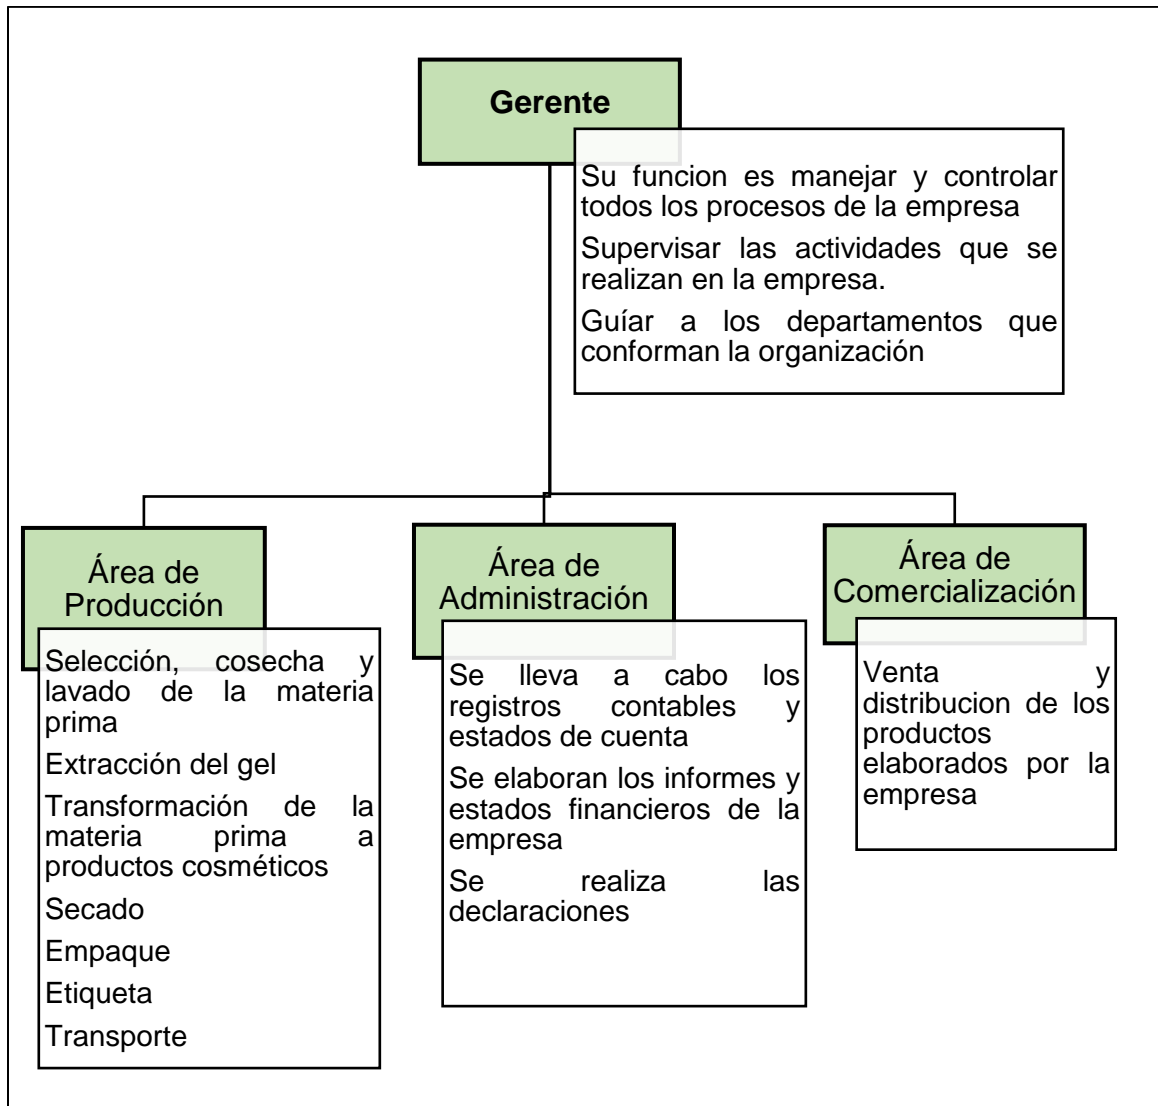 Gerente
Su funcion es manejar y controlar
todos los procesos de la empresa
Supervisar las actividades que se
realizan en la empresa.
Guíar a los departamentos que
conforman la organización
Área de
Producción
Selección, cosecha y
lavado de la materia
prima
Extracción del gel
Transformación de la
materia prima a
productos cosméticos
Secado
Empaque
Etiqueta
Transporte
Área de
Administración
Se lleva a cabo los
registros contables y
estados de cuenta
Se elaboran los informes y
estados financieros de la
empresa
Se realiza las
declaraciones
Área de
Comercialización
Venta y
distribucion de los
productos
elaborados por la
empresa